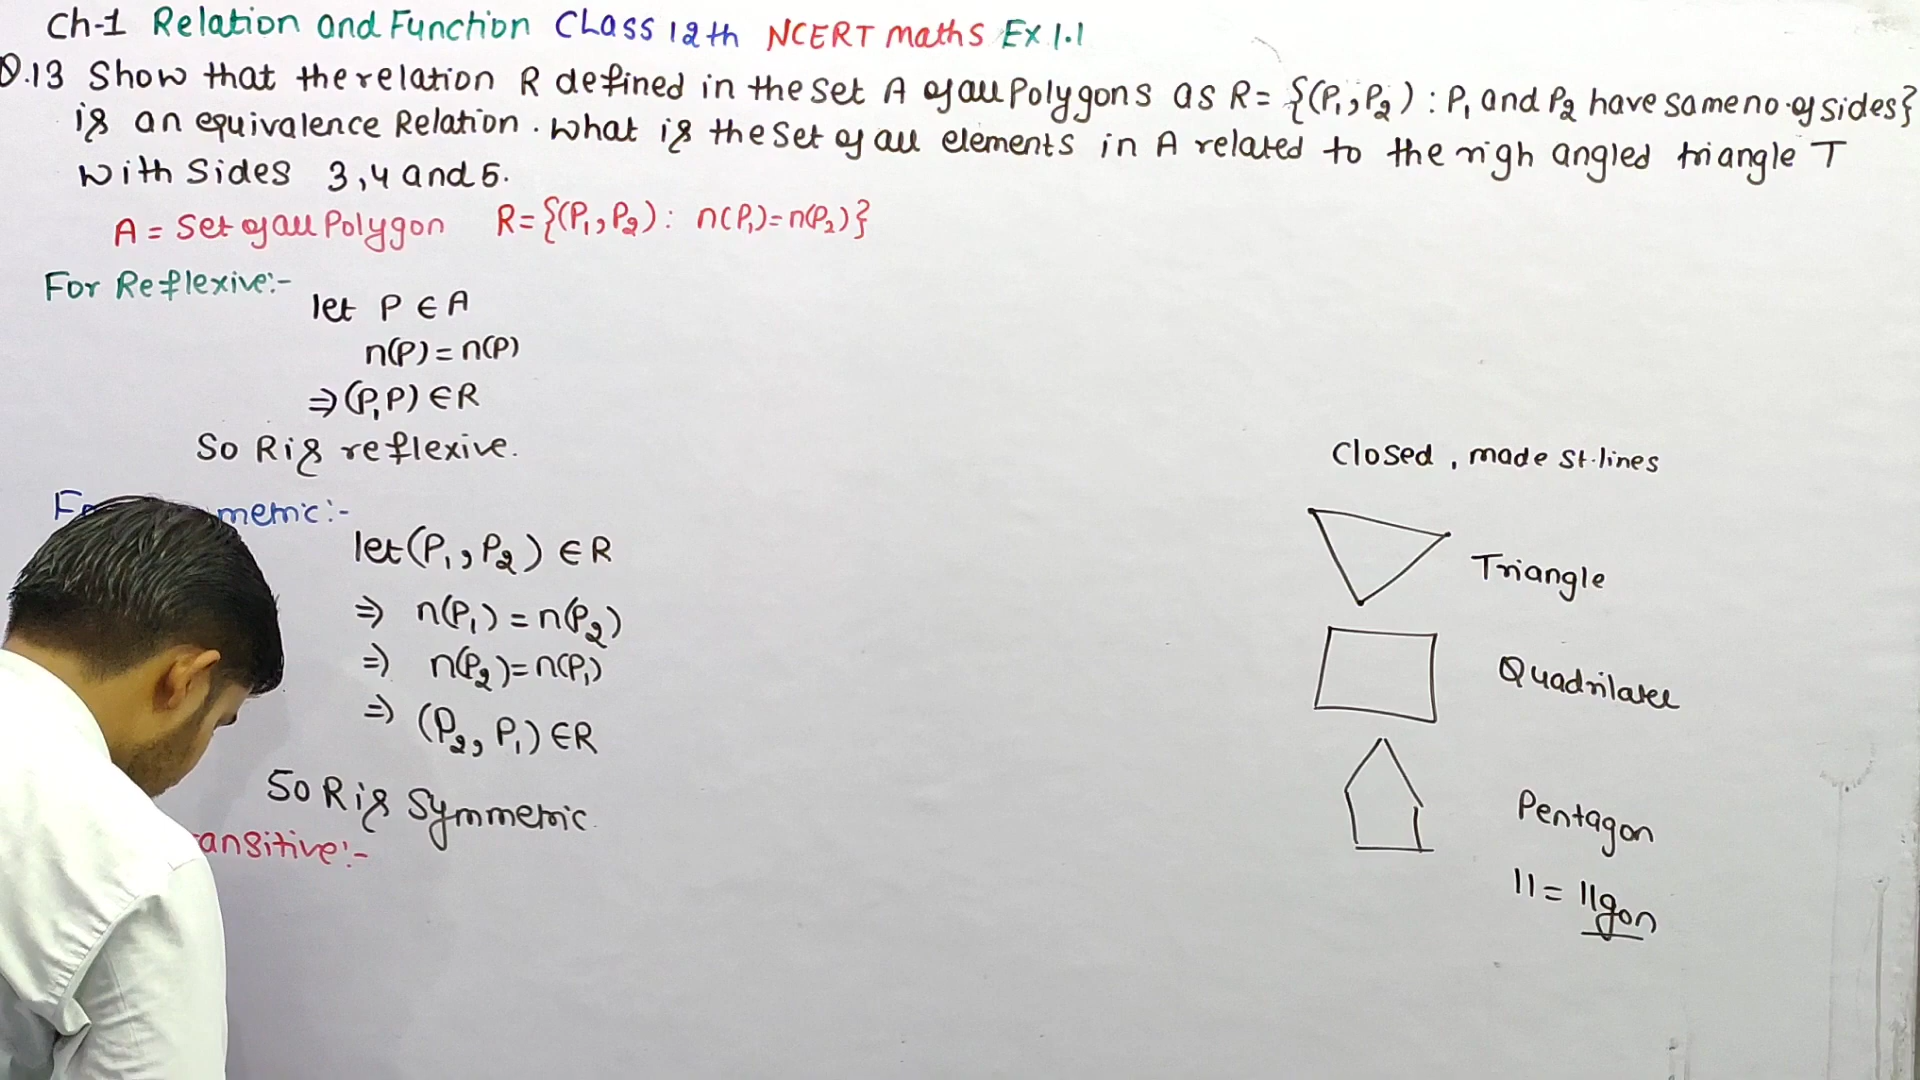 Ch-1 Relation and Function Class 12th NCERT maths Ex 1.1
Q.13 Show that the relation R defined in the set A of all Polygons as R= {(P₁,P₂) : P₁ and P₂ have same no. of sides}
is an equivalence Relation. what is the set of all elements in A related to the righ angled triangle T
with sides 3,4 and 5.
A = Set of all Polygon R={(P₁,P₂): n(P₁)=n(P₂)}
For Reflexive:-
let P ∈ A
n(P)=n(P)
⇒(P,P) ∈R
So R is reflexive.
let(P₁,P₂) ∈R
⇒ n(P₁)=n(P₂)
⇒ n(P₂)=n(P₁)
⇒ (P₂, P₁) ∈R
So R is Symmetric
Closed, made st. lines
Triangle
Pentagon
11= 11gon